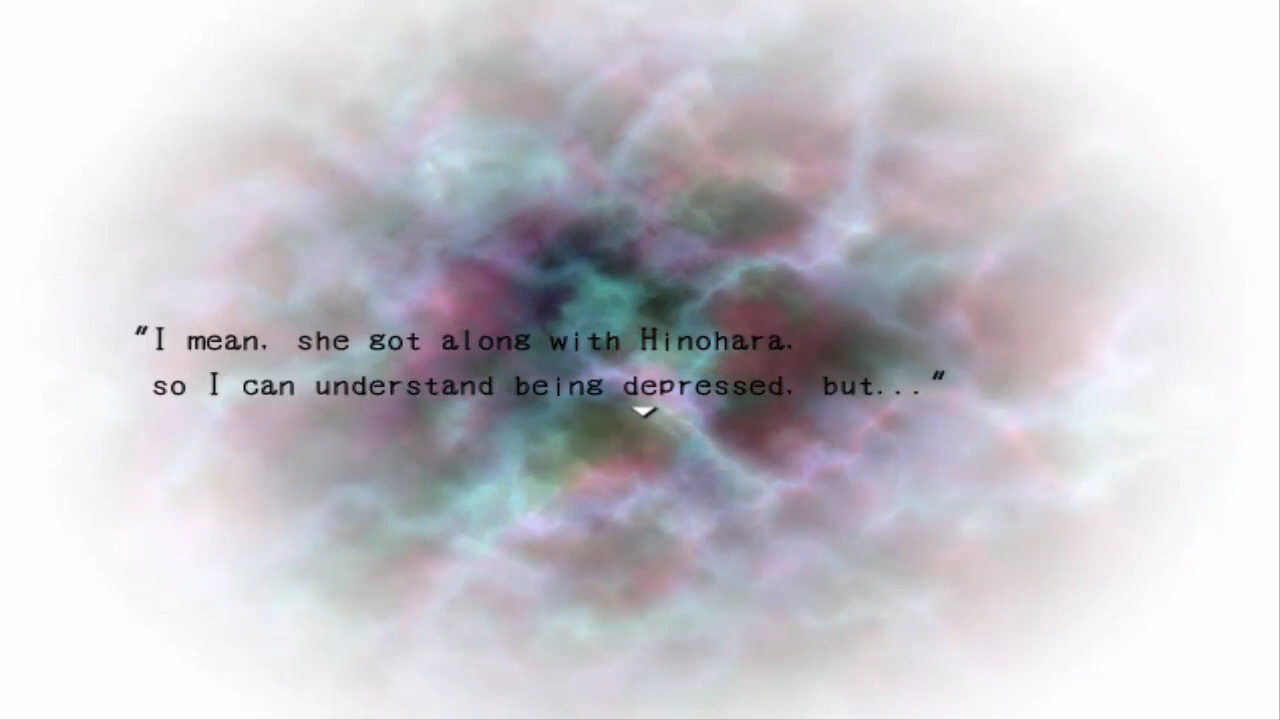 "I mean, she got along with Hinohara,
so I can understand being depressed, but..."